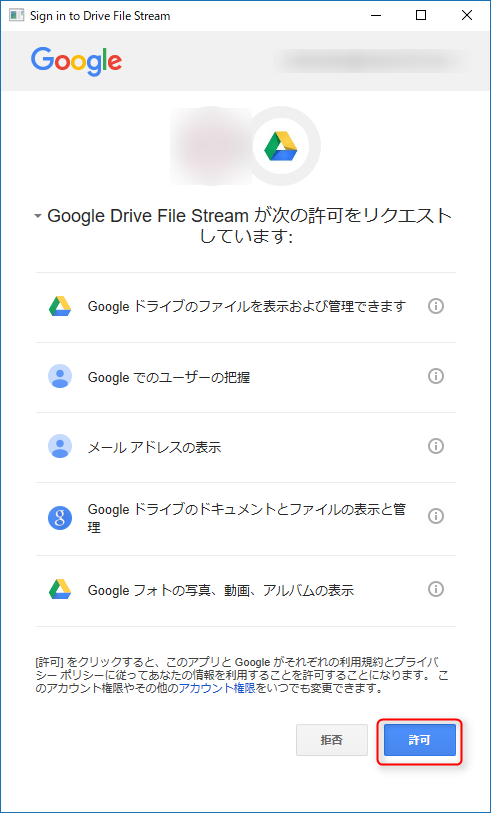 Sign in to Drive File Stream
Google
Google Drive File Stream が次の許可をリクエスト
しています:
Google ドライブのファイルを表示および管理できます
Google でのユーザーの把握
メール アドレスの表示
Google ドライブのドキュメントとファイルの表示と管
理
Google フォトの写真、動画、アルバムの表示
[許可] をクリックすると、このアプリと Google がそれぞれの利用規約とプライバ
シー ポリシーに従ってあなたの情報を利用することを許可することになります。 こ
のアカウント権限やその他のアカウント権限をいつでも変更できます。
拒否
許可